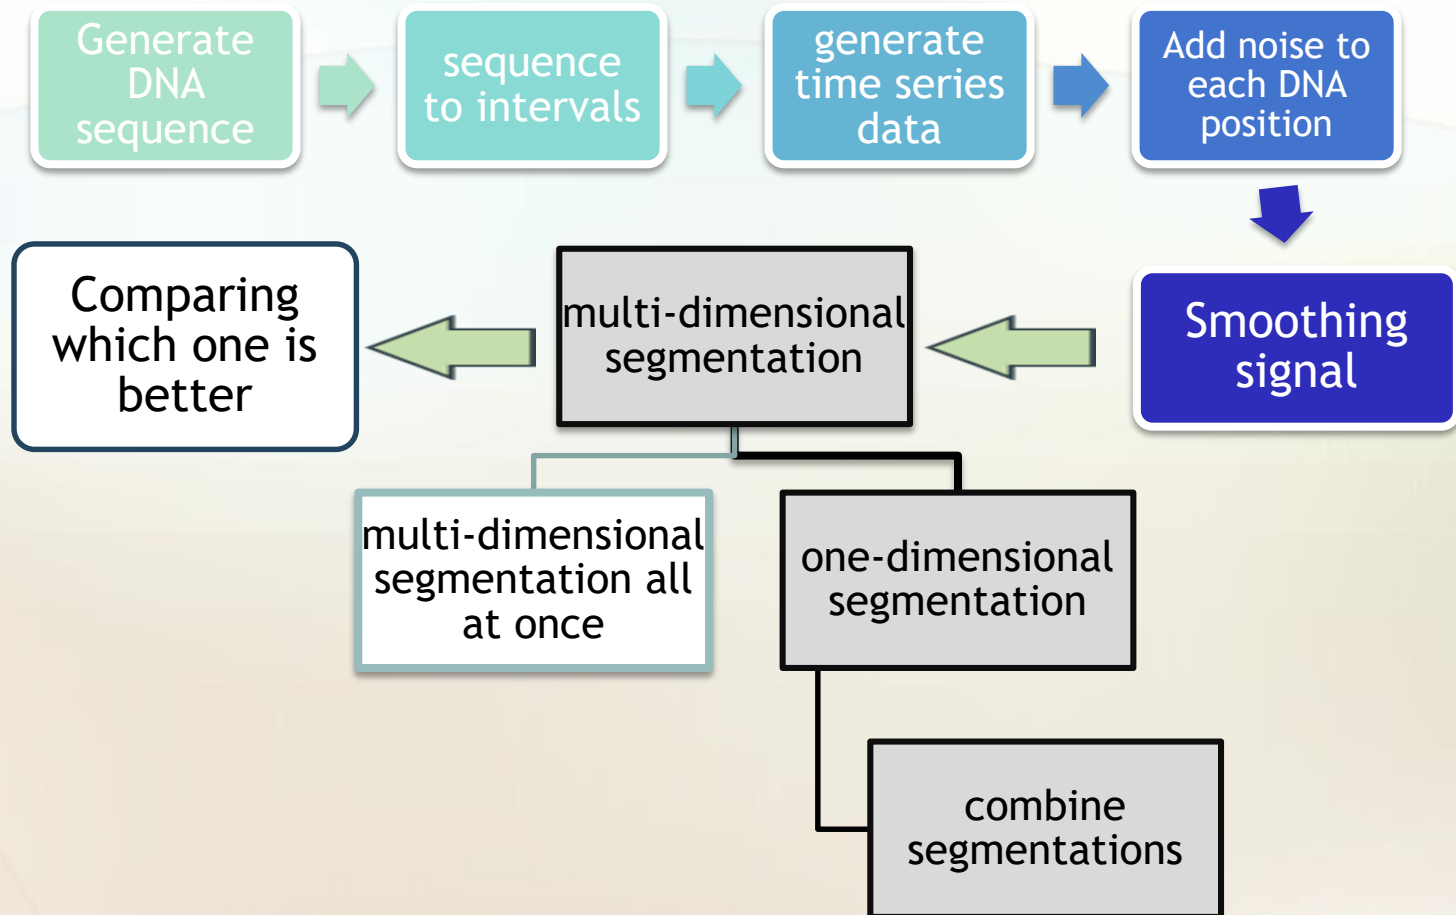 Generate
DNA
sequence
sequence
to intervals
generate
time series
data
Add noise to
each DNA
position
Comparing
which one is
better
multi-dimensional
segmentation
Smoothing
signal
multi-dimensional
segmentation all
at once
one-dimensional
segmentation
combine
segmentations